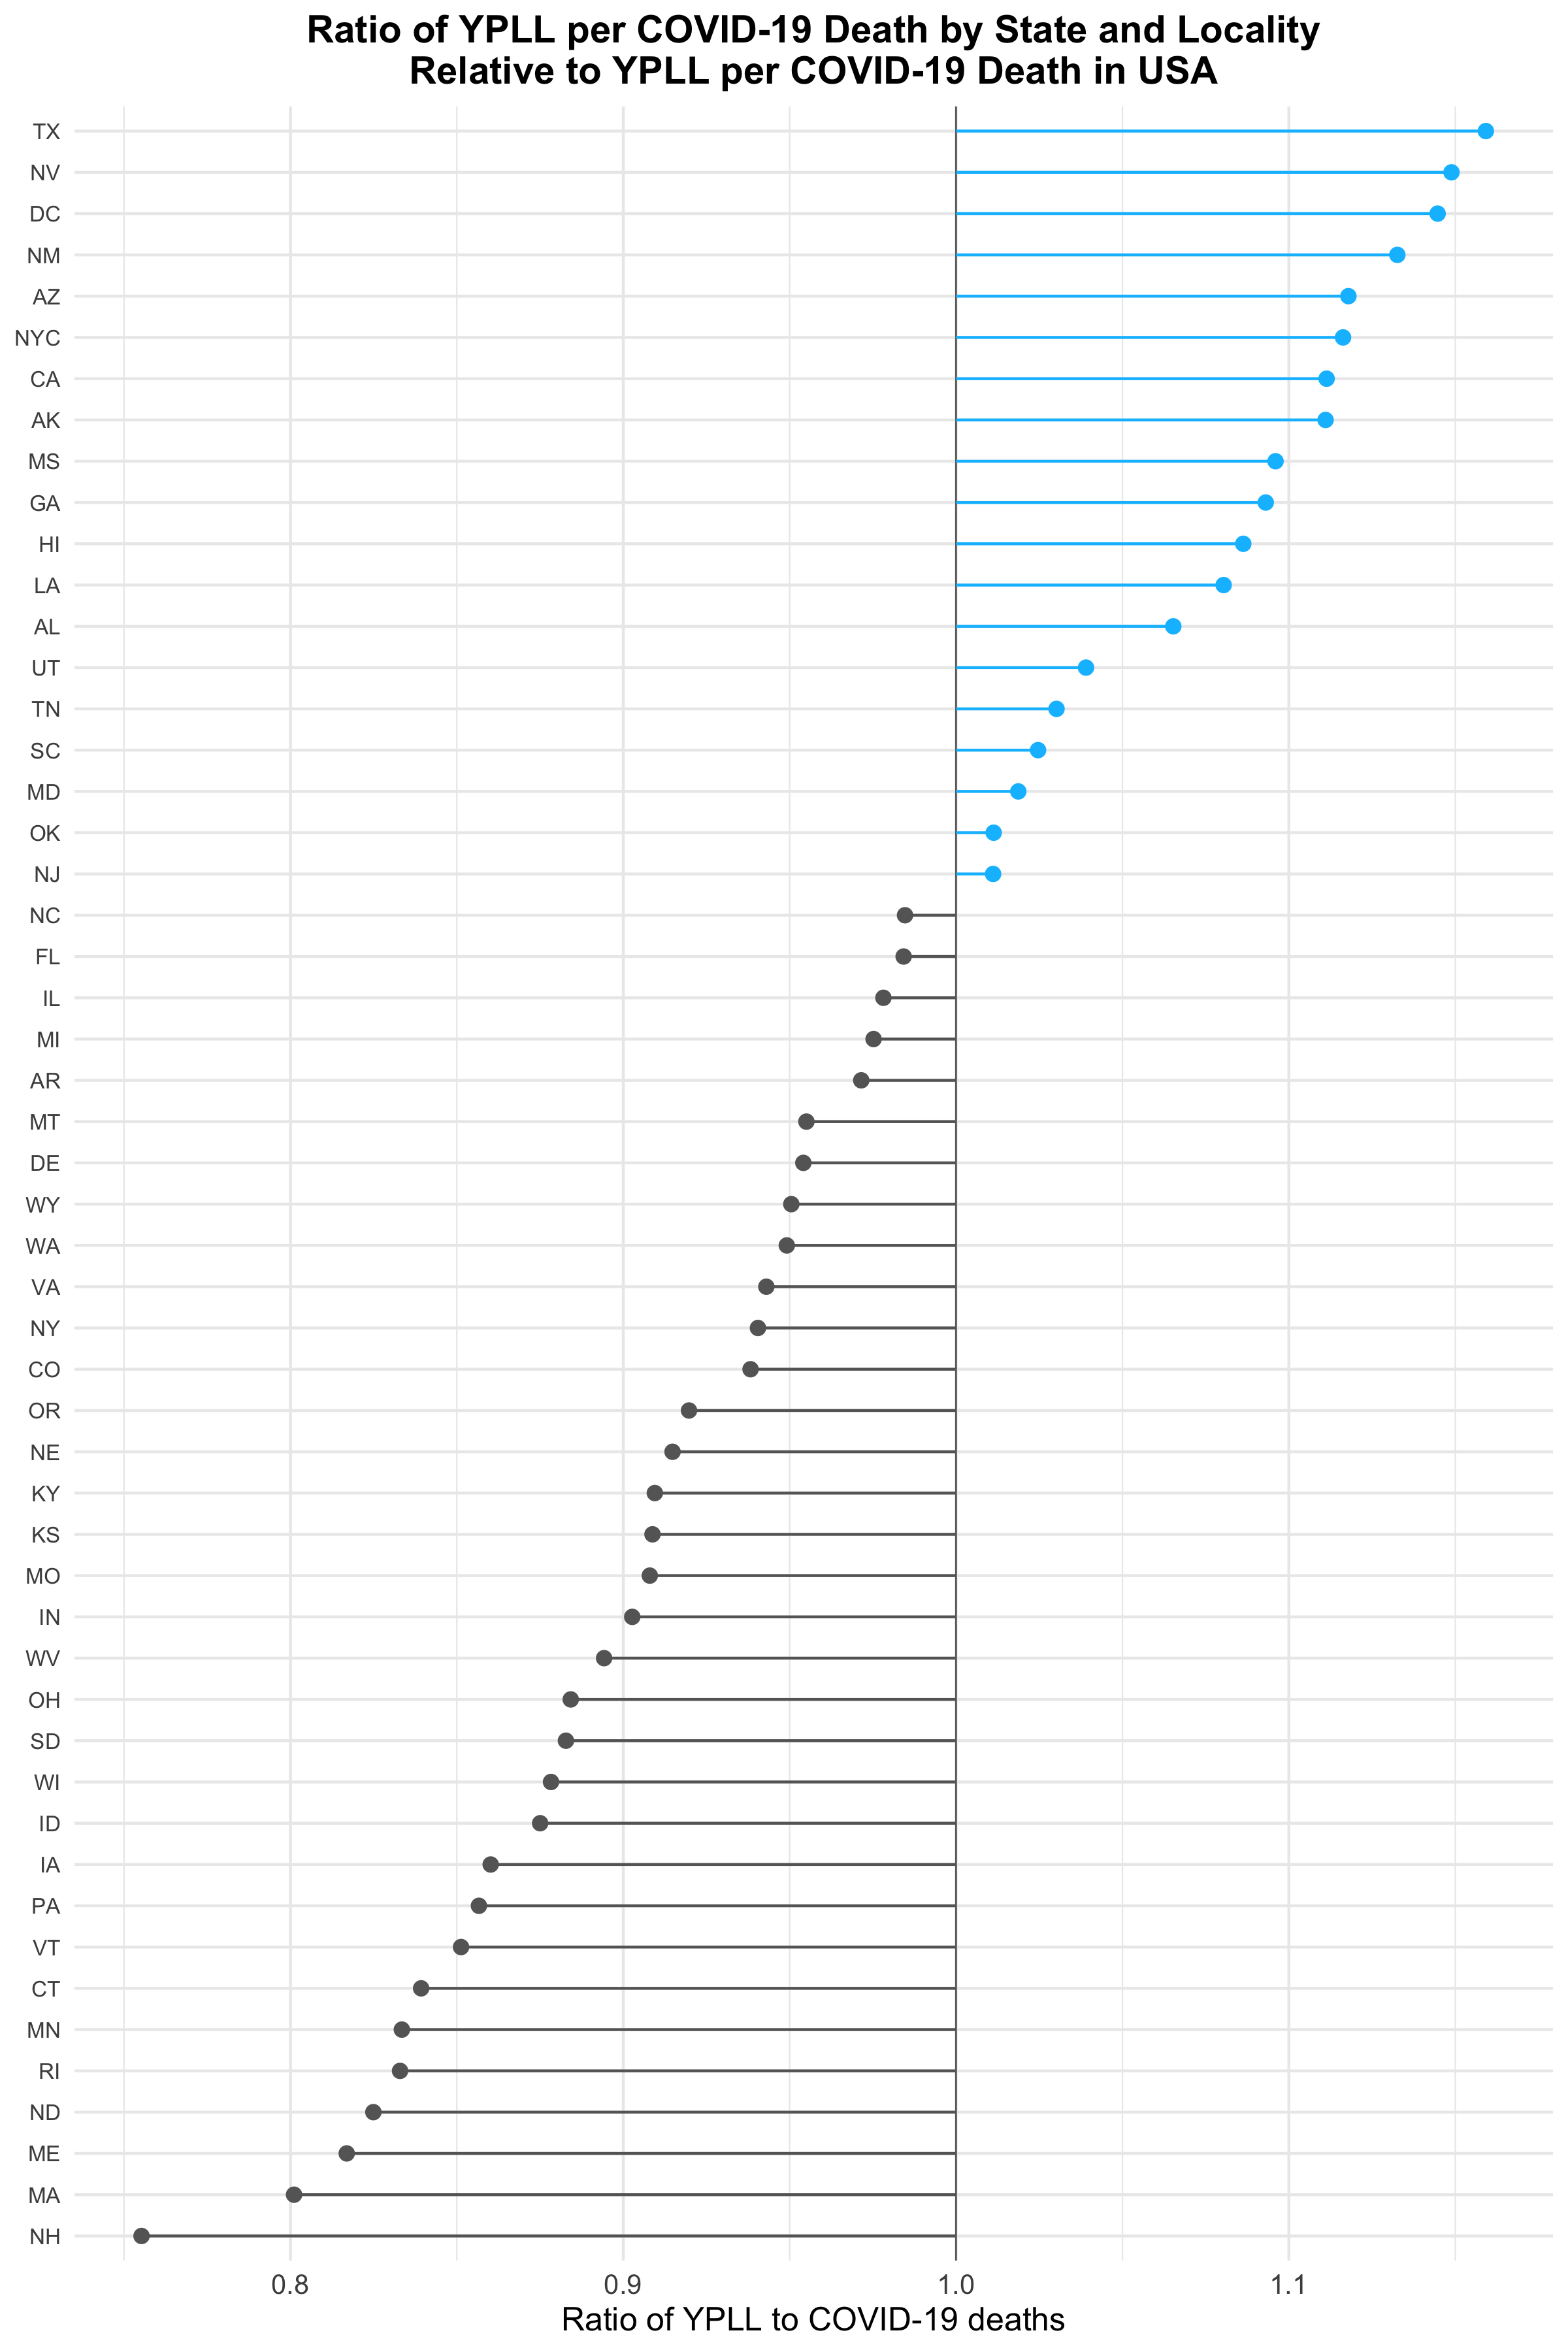 Ratio of YPLL per COVID-19 Death by State and Locality
Relative to YPLL per COVID-19 Death in USA
TX
NV
DC
NM
AZ
NYC
CA
AK
MS
GA
HI
LA
AL
UT
TN
SC
MD
OK
NJ
NC
FL
IL
MI
AR
MT
DE
WY
WA
VA
NY
CO
OR
NE
KY
KS
MO
IN
WV
OH
SD
WI
ID
IA
PA
VT
CT
MN
RI
ND
ME
MA
NH
0.8 0.9 1.0 1.1
Ratio of YPLL to COVID-19 deaths